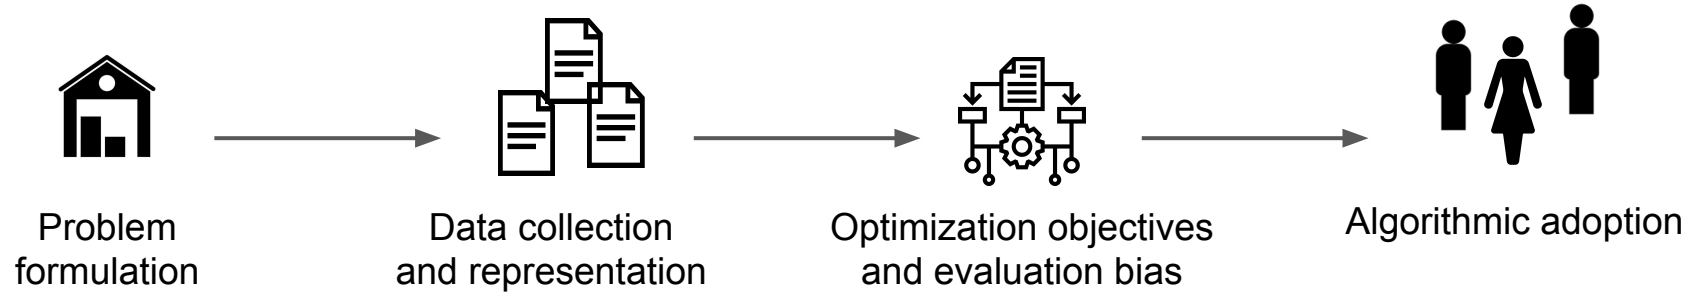 Problem
formulation
Data collection
and representation
Optimization objectives
and evaluation bias
Algorithmic adoption